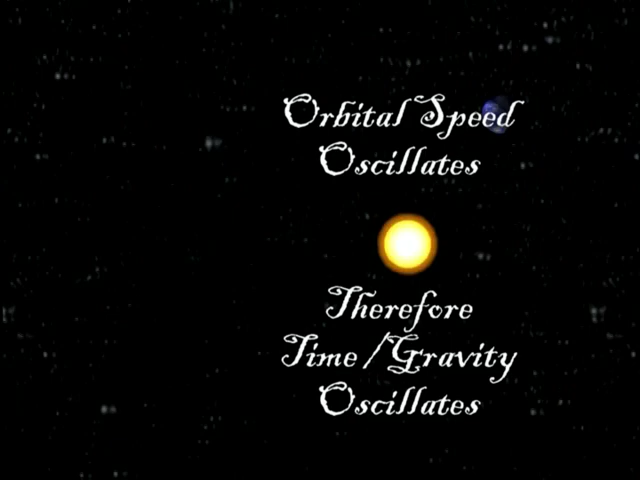 Orbital Speed
Oscillates
Therefore
Time/Gravity
Oscillates